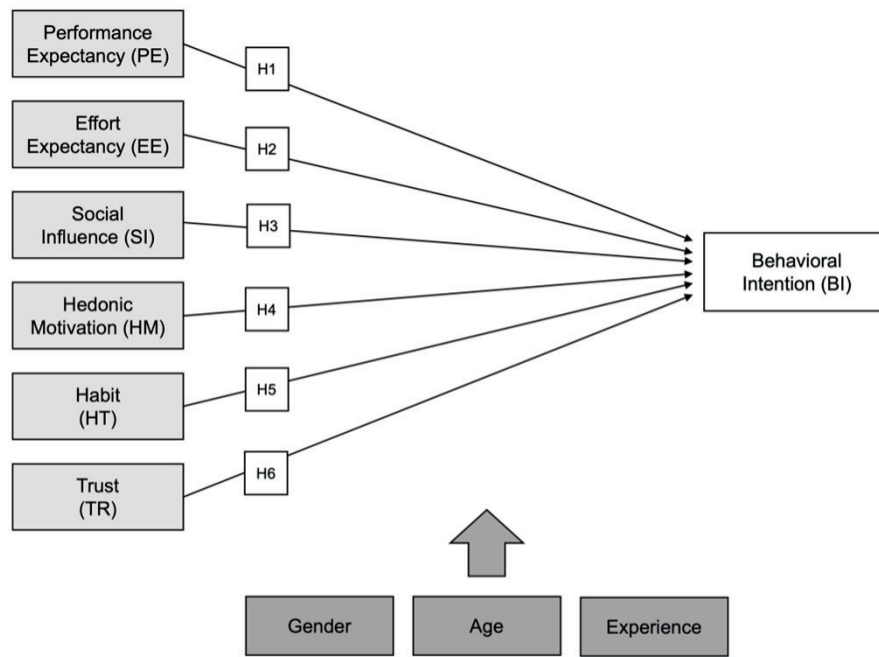 Performance
Expectancy (PE)
H1
Effort
Expectancy (EE)
H2
Social
Influence (SI)
H3
Behavioral
Intention (BI)
Hedonic
Motivation (HM)
H4
Habit
(HT)
H5
Trust
(TR)
H6
Gender
Age
Experience